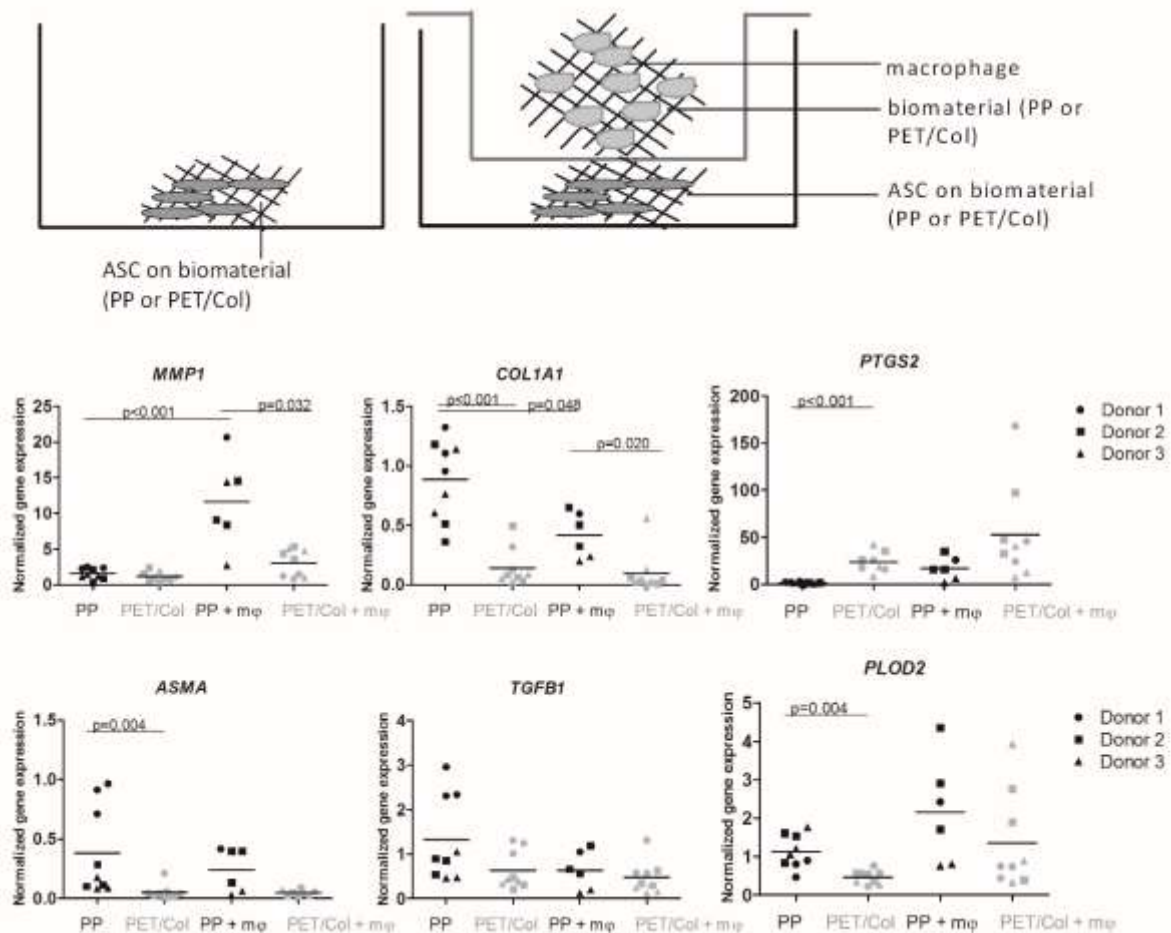 macrophage
biomaterial (PP or
PET/Col)
ASC on biomaterial
(PP or PET/Col)
ASC on biomaterial
(PP or PET/Col)
MMP1
Normalized gene expression
25
20
15
10
5
0
p<0.001
p=0.032
PP
PET/Col
PP + mφ
PET/Col + mφ
COL1A1
Normalized gene expression
1.5
1.0
0.5
0.0
p<0.001
p=0.048
p=0.020
PP
PET/Col
PP + mφ
PET/Col + mφ
PTGS2
Normalized gene expression
200
150
100
50
0
p<0.001
PP
PET/Col
PP + mφ
PET/Col + mφ
Donor 1
Donor 2
Donor 3
ASMA
Normalized gene expression
1.5
1.0
0.5
0.0
p=0.004
PP
PET/Col
PP + mφ
PET/Col + mφ
TGFB1
Normalized gene expression
4
3
2
1
0
PP
PET/Col
PP + mφ
PET/Col + mφ
PLOD2
Normalized gene expression
5
4
3
2
1
0
p=0.004
PP
PET/Col
PP + mφ
PET/Col + mφ
Donor 1
Donor 2
Donor 3